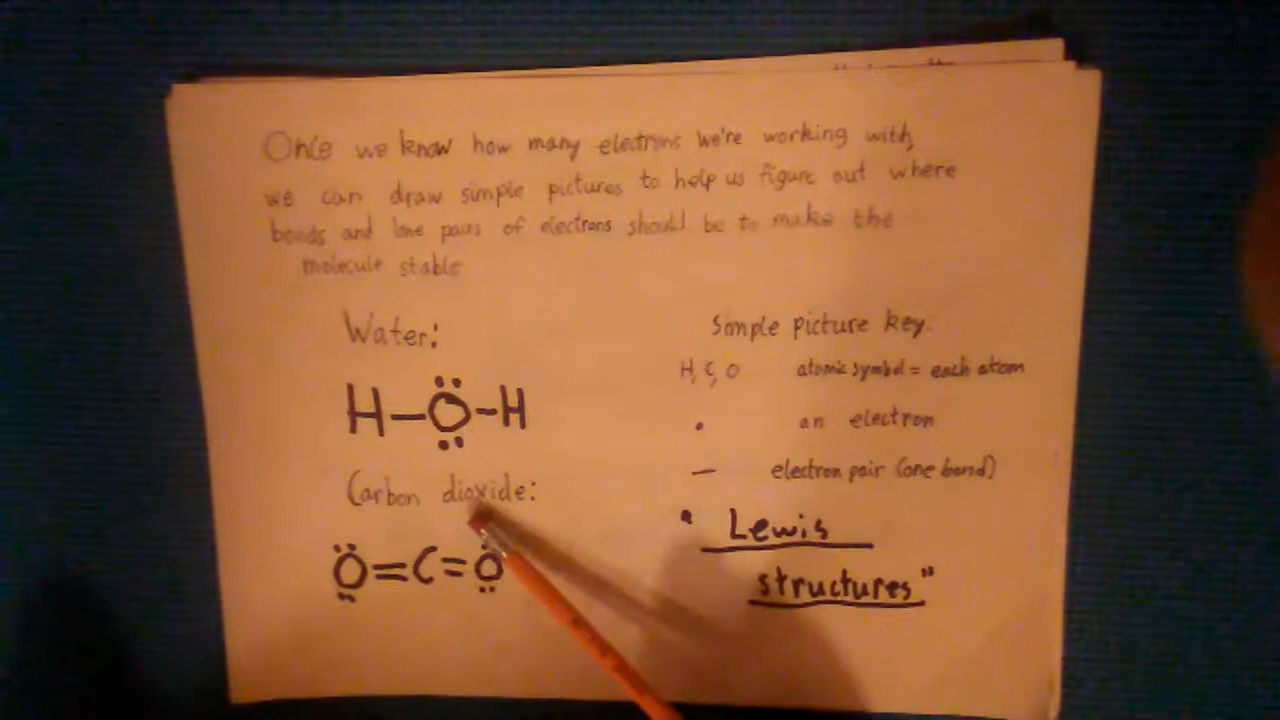 Once we know how many electrons we're working with,
we can draw simple pictures to help us figure out where
bonds and lone pairs of electrons should be to make the
molecule stable
Water:
H—Ö—H
Carbon dioxide:
O=C=O
Simple picture key:
H, C, O atomic symbol = each atom
• an electron
— electron pair (one bond)
"Lewis
structures"